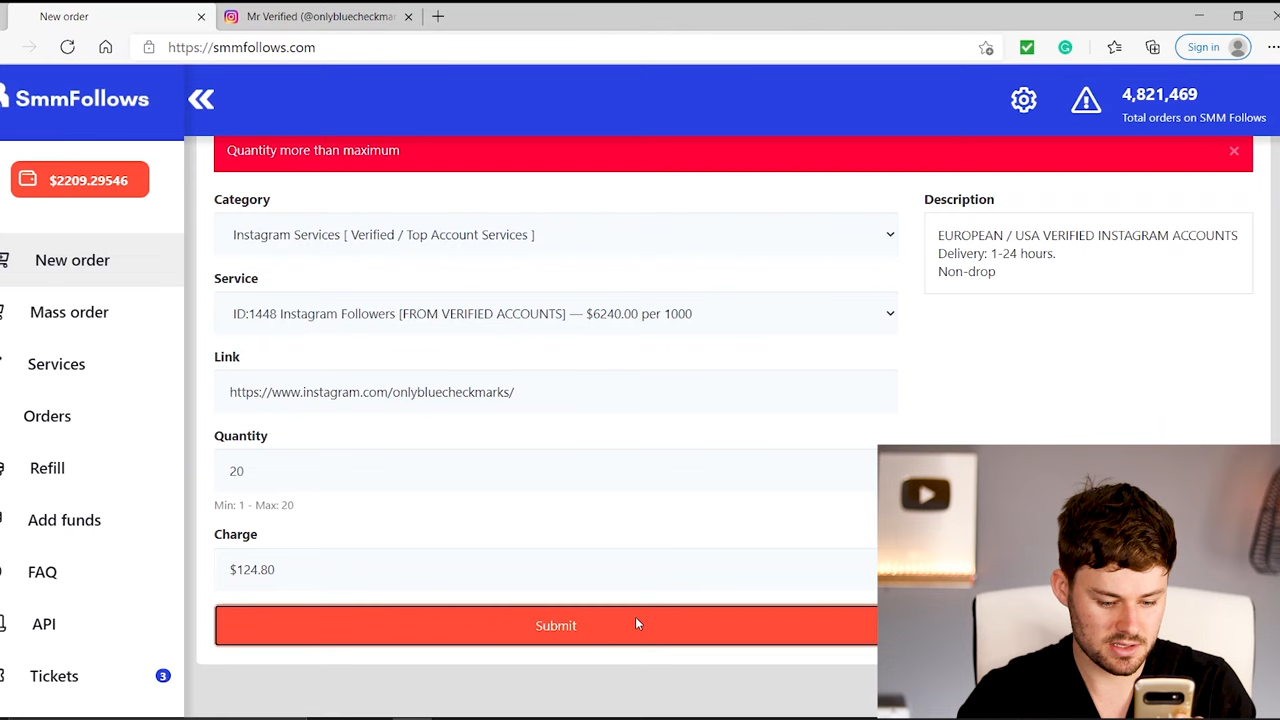 New order
Mr Verified (@onlybluecheckmar
https://smmfollows.com
Sign in
SmmFollows
4,821,469
Total orders on SMM Follows
$2209.29546
New order
Mass order
Services
Orders
Refill
Add funds
FAQ
API
Tickets
3
Quantity more than maximum
Category
Instagram Services [ Verified / Top Account Services ]
Service
ID:1448 Instagram Followers [FROM VERIFIED ACCOUNTS] — $6240.00 per 1000
Link
https://www.instagram.com/onlybluecheckmarks/
Quantity
20
Min: 1 - Max: 20
Charge
$124.80
Submit
Description
EUROPEAN / USA VERIFIED INSTAGRAM ACCOUNTS
Delivery: 1-24 hours.
Non-drop